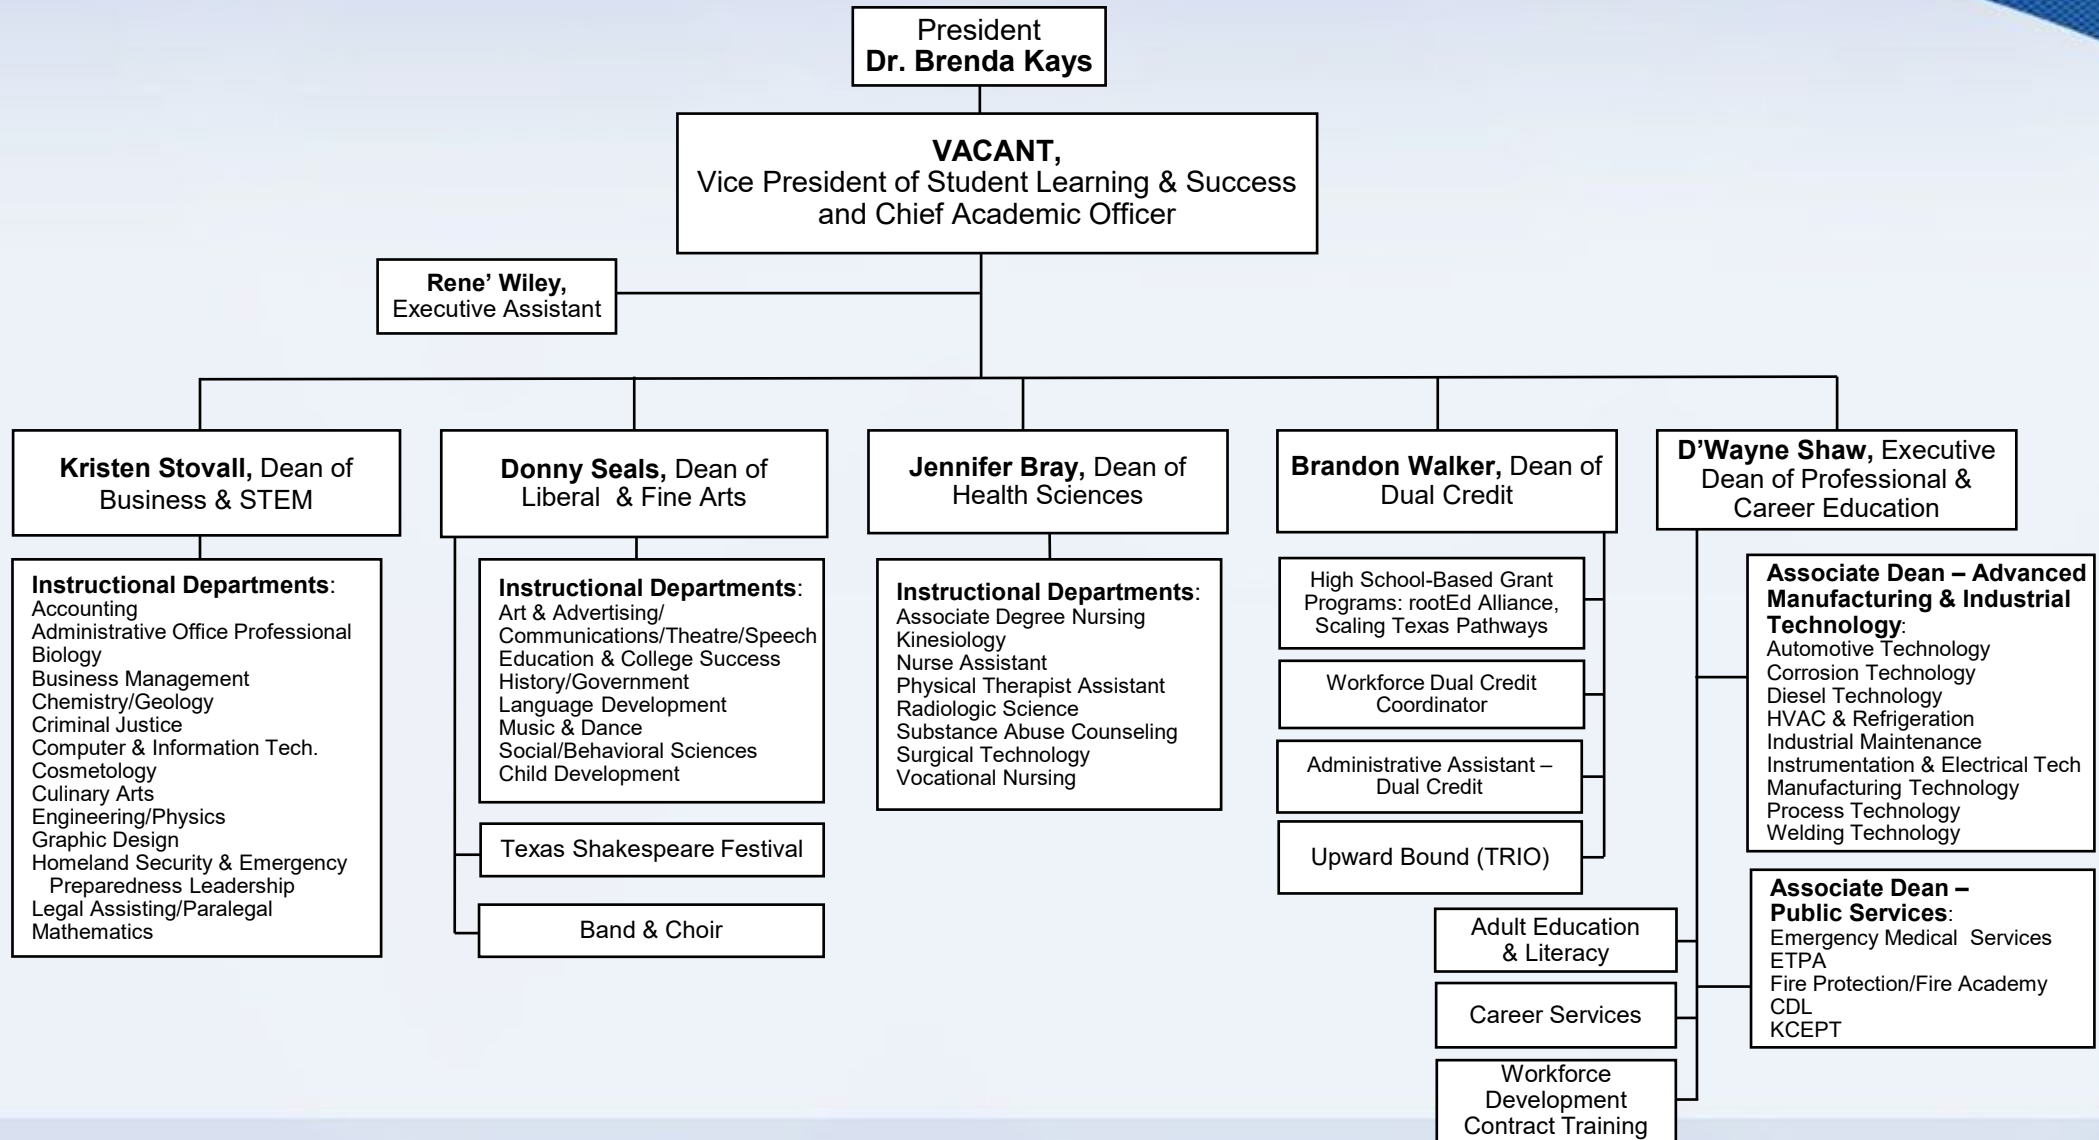 President
Dr. Brenda Kays
VACANT,
Vice President of Student Learning & Success
and Chief Academic Officer
Rene’ Wiley,
Executive Assistant
Kristen Stovall, Dean of
Business & STEM
Instructional Departments:
Accounting
Administrative Office Professional
Biology
Business Management
Chemistry/Geology
Criminal Justice
Computer & Information Tech.
Cosmetology
Culinary Arts
Engineering/Physics
Graphic Design
Homeland Security & Emergency
Preparedness Leadership
Legal Assisting/Paralegal
Mathematics
Donny Seals, Dean of
Liberal & Fine Arts
Instructional Departments:
Art & Advertising/
Communications/Theatre/Speech
Education & College Success
History/Government
Language Development
Music & Dance
Social/Behavioral Sciences
Child Development
Texas Shakespeare Festival
Band & Choir
Jennifer Bray, Dean of
Health Sciences
Instructional Departments:
Associate Degree Nursing
Kinesiology
Nurse Assistant
Physical Therapist Assistant
Radiologic Science
Substance Abuse Counseling
Surgical Technology
Vocational Nursing
Brandon Walker, Dean of
Dual Credit
High School-Based Grant
Programs: rootEd Alliance,
Scaling Texas Pathways
Workforce Dual Credit
Coordinator
Administrative Assistant –
Dual Credit
Upward Bound (TRIO)
D’Wayne Shaw, Executive
Dean of Professional &
Career Education
Associate Dean – Advanced
Manufacturing & Industrial
Technology:
Automotive Technology
Corrosion Technology
Diesel Technology
HVAC & Refrigeration
Industrial Maintenance
Instrumentation & Electrical Tech
Manufacturing Technology
Process Technology
Welding Technology
Associate Dean –
Public Services:
Emergency Medical Services
ETPA
Fire Protection/Fire Academy
CDL
KCEPT
Adult Education
& Literacy
Career Services
Workforce
Development
Contract Training